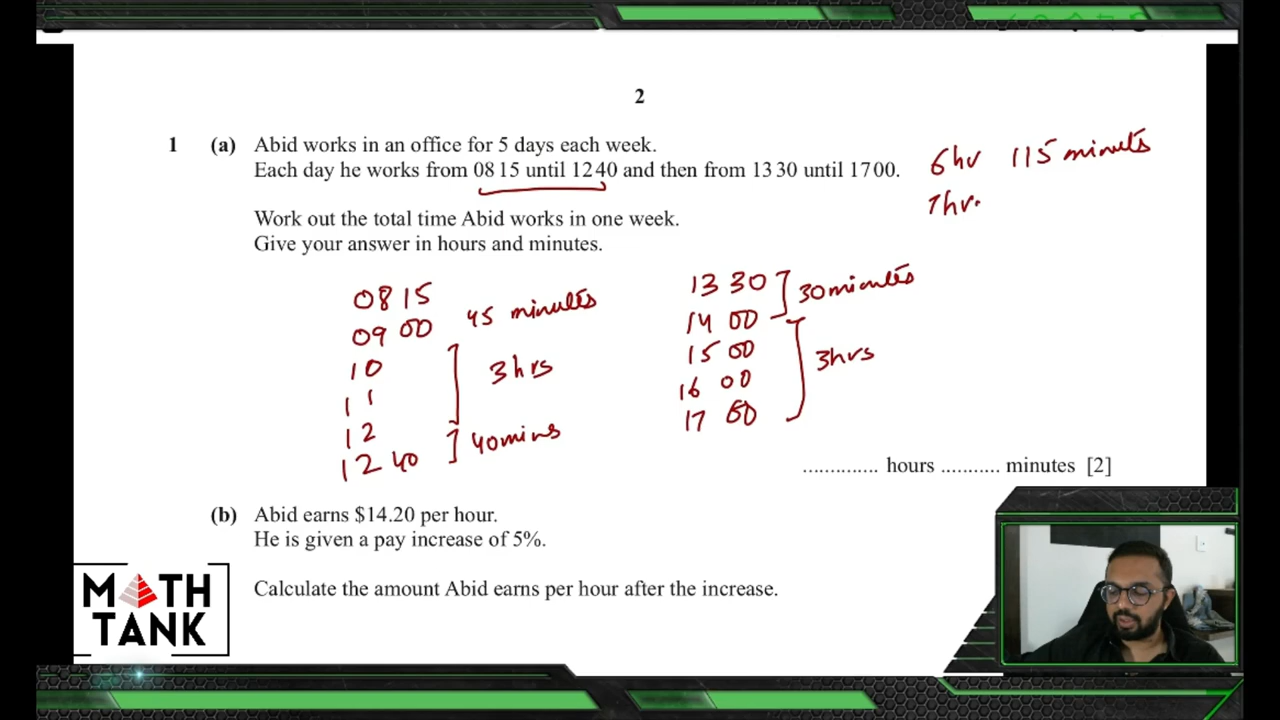 2
1 (a) Abid works in an office for 5 days each week.
Each day he works from 08 15 until 12 40 and then from 13 30 until 17 00.
6hr 115 minutes
7hr.
Work out the total time Abid works in one week.
Give your answer in hours and minutes.
08 15
09 00 45 minutes
10
11 3hrs
12
12 40 40mins
13 30
14 00 30minutes
15 00
16 00 3hrs
17 00
.............. hours ........... minutes [2]
(b) Abid earns $14.20 per hour.
He is given a pay increase of 5%.
Calculate the amount Abid earns per hour after the increase.
MATH
TANK